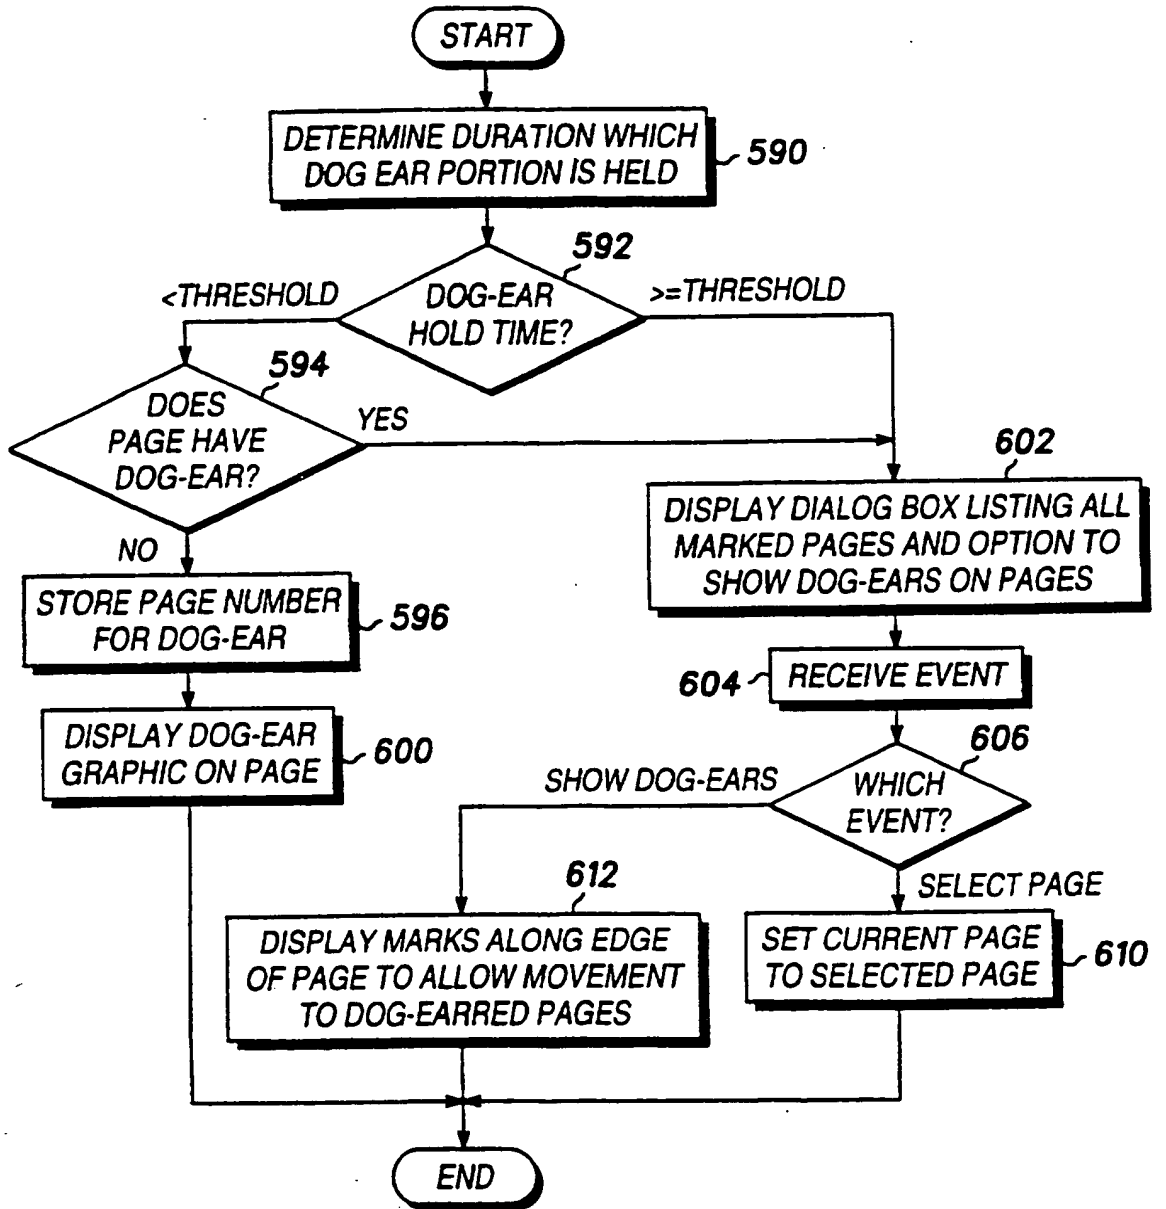 START
DETERMINE DURATION WHICH
DOG EAR PORTION IS HELD
590
592
<THRESHOLD
DOG-EAR
HOLD TIME?
>=THRESHOLD
594
DOES
PAGE HAVE
DOG-EAR?
YES
NO
602
DISPLAY DIALOG BOX LISTING ALL
MARKED PAGES AND OPTION TO
SHOW DOG-EARS ON PAGES
STORE PAGE NUMBER
FOR DOG-EAR
596
604
RECEIVE EVENT
DISPLAY DOG-EAR
GRAPHIC ON PAGE
600
606
SHOW DOG-EARS
WHICH
EVENT?
SELECT PAGE
612
DISPLAY MARKS ALONG EDGE
OF PAGE TO ALLOW MOVEMENT
TO DOG-EARRED PAGES
SET CURRENT PAGE
TO SELECTED PAGE
610
END